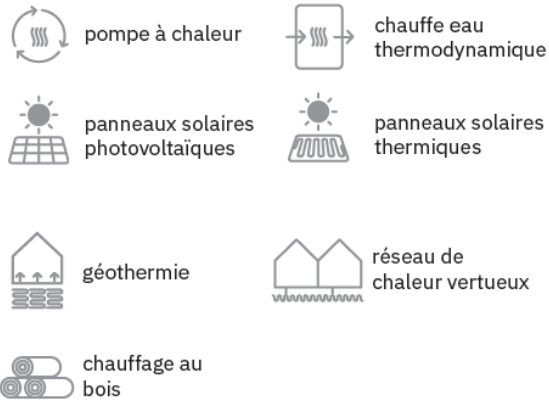 pompe à chaleur
chauffe eau
thermodynamique
panneaux solaires
photovoltaïques
panneaux solaires
thermiques
géothermie
réseau de
chaleur vertueux
chauffage au
bois